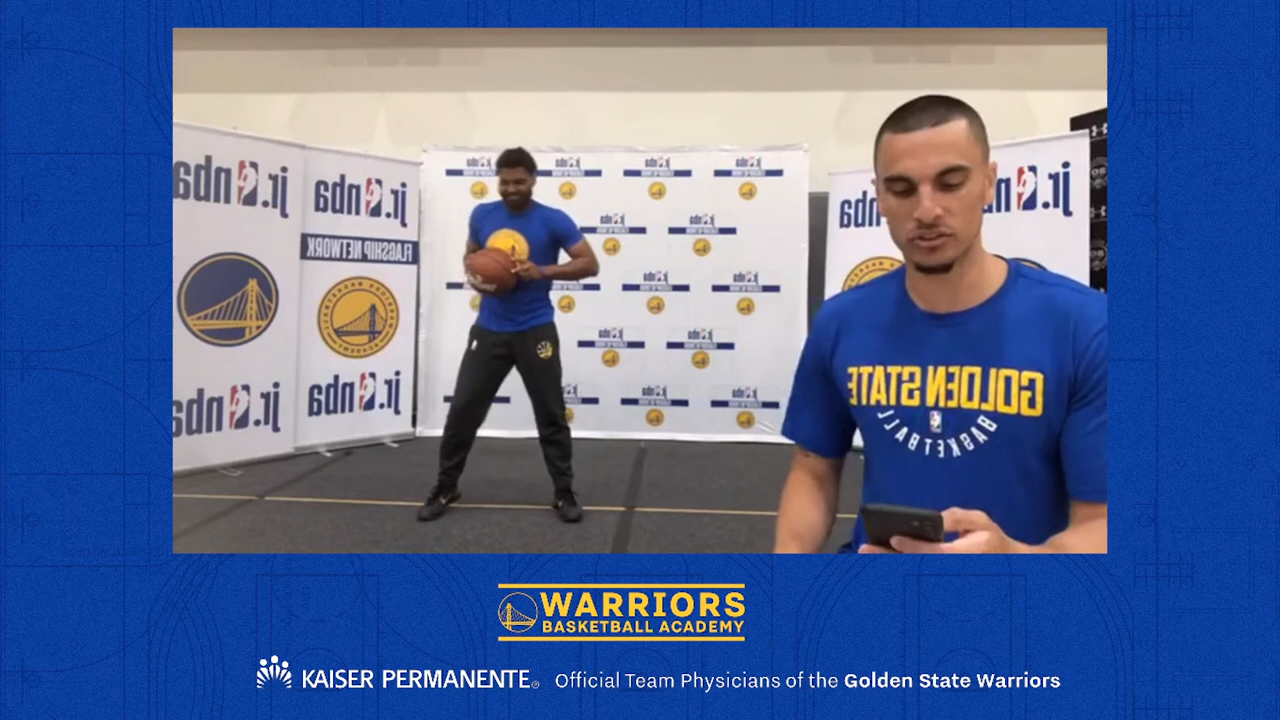 jr. nba
jr. nba
FLAGSHIP NETWORK
jr. nba
jr. nba
jr. nba
jr. nba
GOLDEN STATE
BASKETBALL
WARRIORS
BASKETBALL ACADEMY
KAISER PERMANENTE® Official Team Physicians of the Golden State Warriors